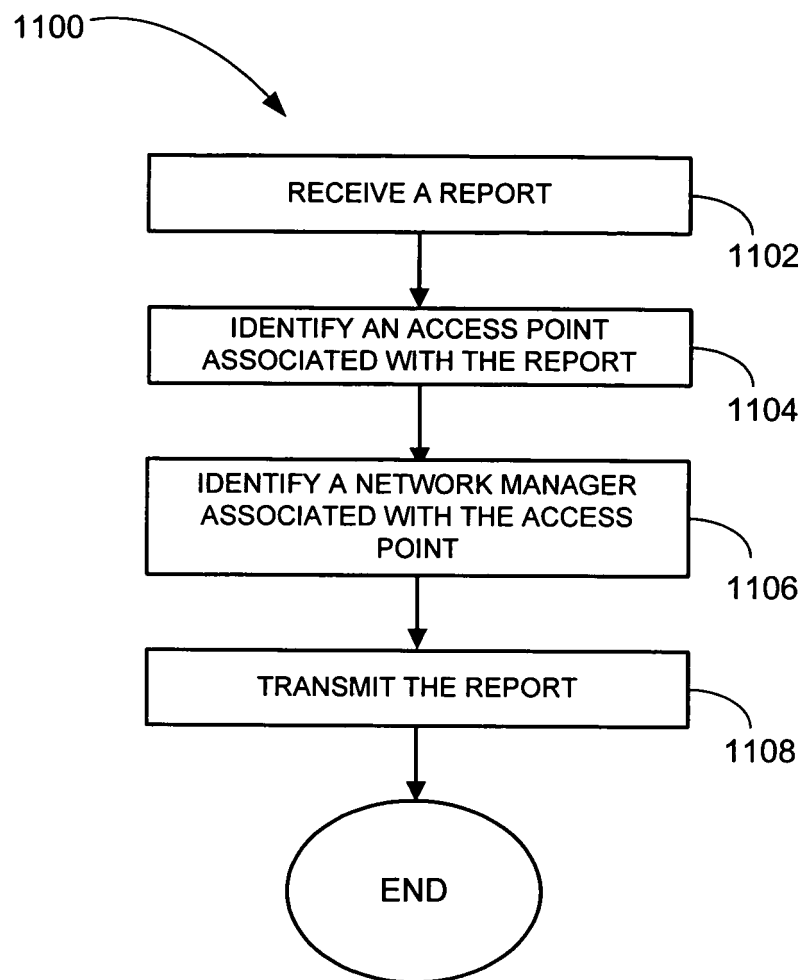 1100
RECEIVE A REPORT
1102
IDENTIFY AN ACCESS POINT
ASSOCIATED WITH THE REPORT
1104
IDENTIFY A NETWORK MANAGER
ASSOCIATED WITH THE ACCESS
POINT
1106
TRANSMIT THE REPORT
1108
END